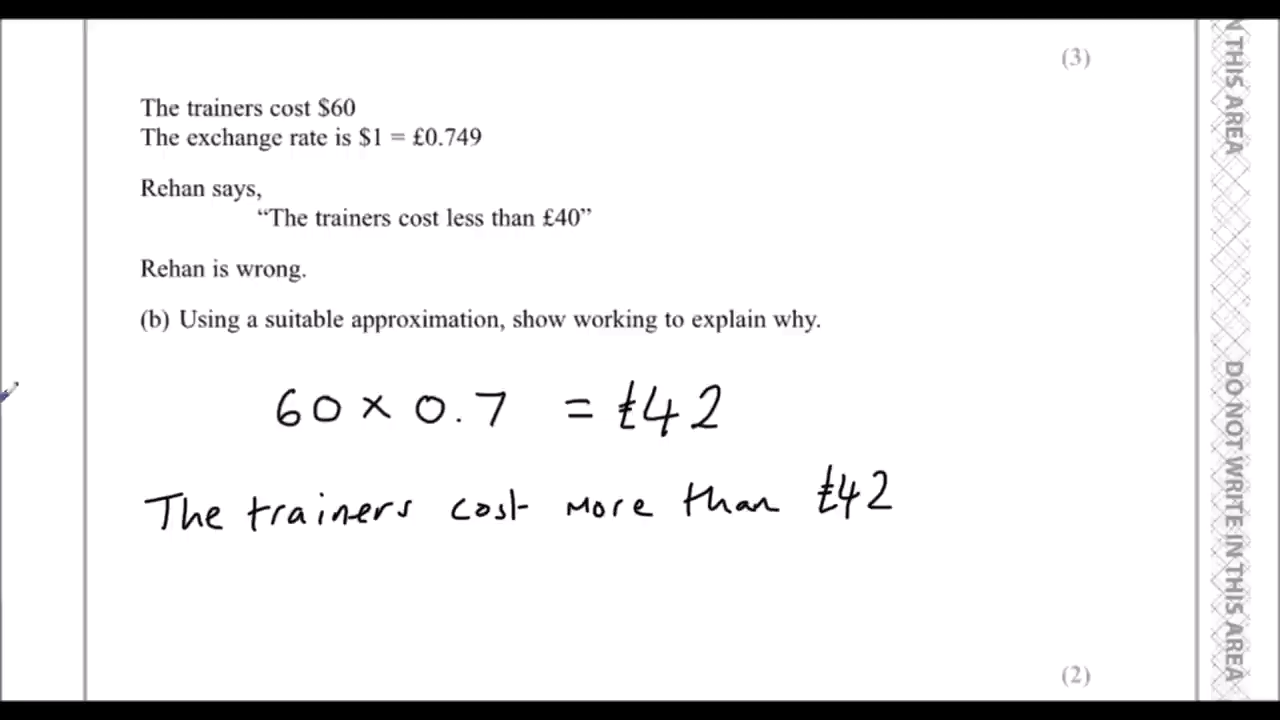 (3)
The trainers cost $60
The exchange rate is $1 = £0.749
Rehan says,
“The trainers cost less than £40”
Rehan is wrong.
(b) Using a suitable approximation, show working to explain why.
60 × 0.7 = £42
The trainers cost more than £42
(2)
N THIS AREA
DO NOT WRITE IN THIS AREA